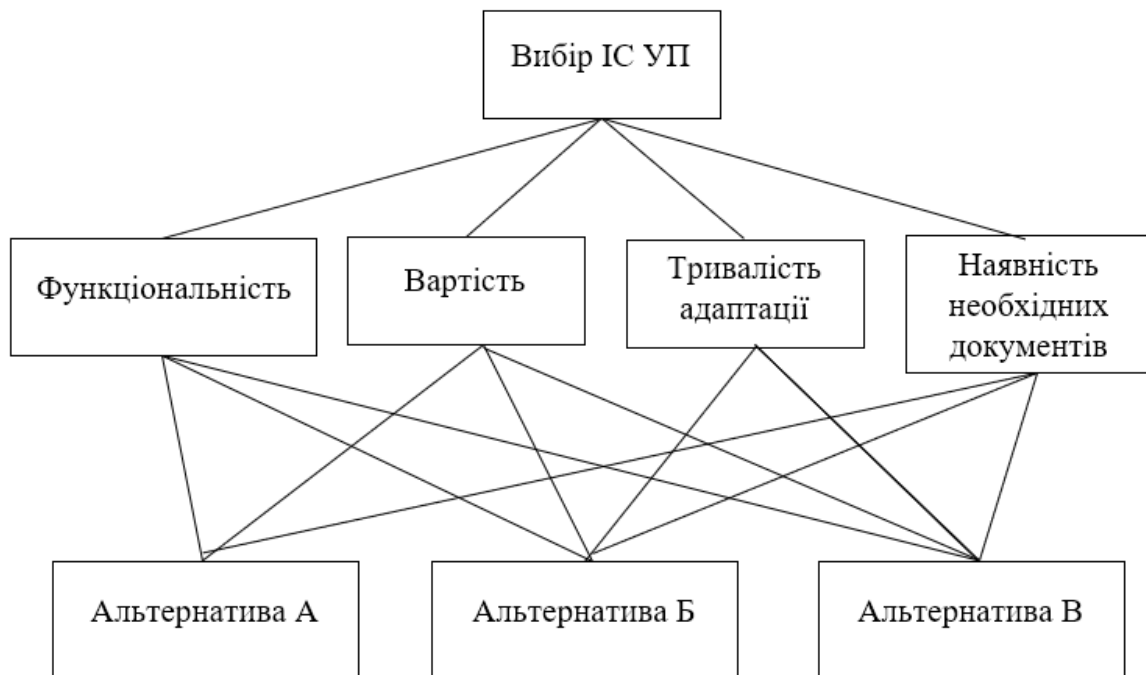 Вибір ІС УП
Функціональність
Вартість
Тривалість
адаптації
Наявність
необхідних
документів
Альтернатива А
Альтернатива Б
Альтернатива В